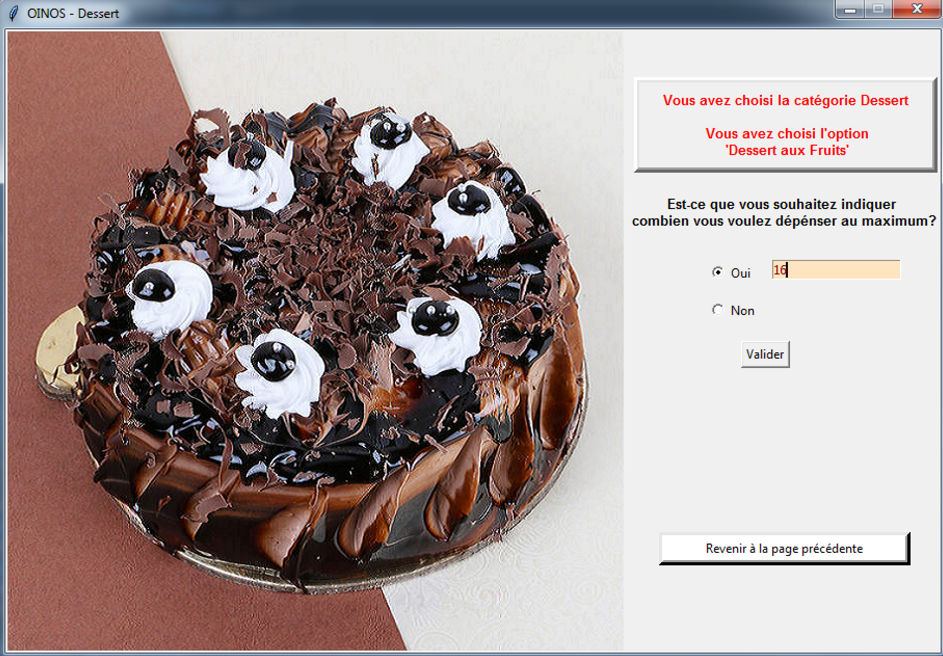 OINOS - Dessert
Vous avez choisi la catégorie Dessert
Vous avez choisi l'option
'Dessert aux Fruits'
Est-ce que vous souhaitez indiquer
combien vous voulez dépénser au maximum?
Oui 16
Non
Valider
Revenir à la page précédente